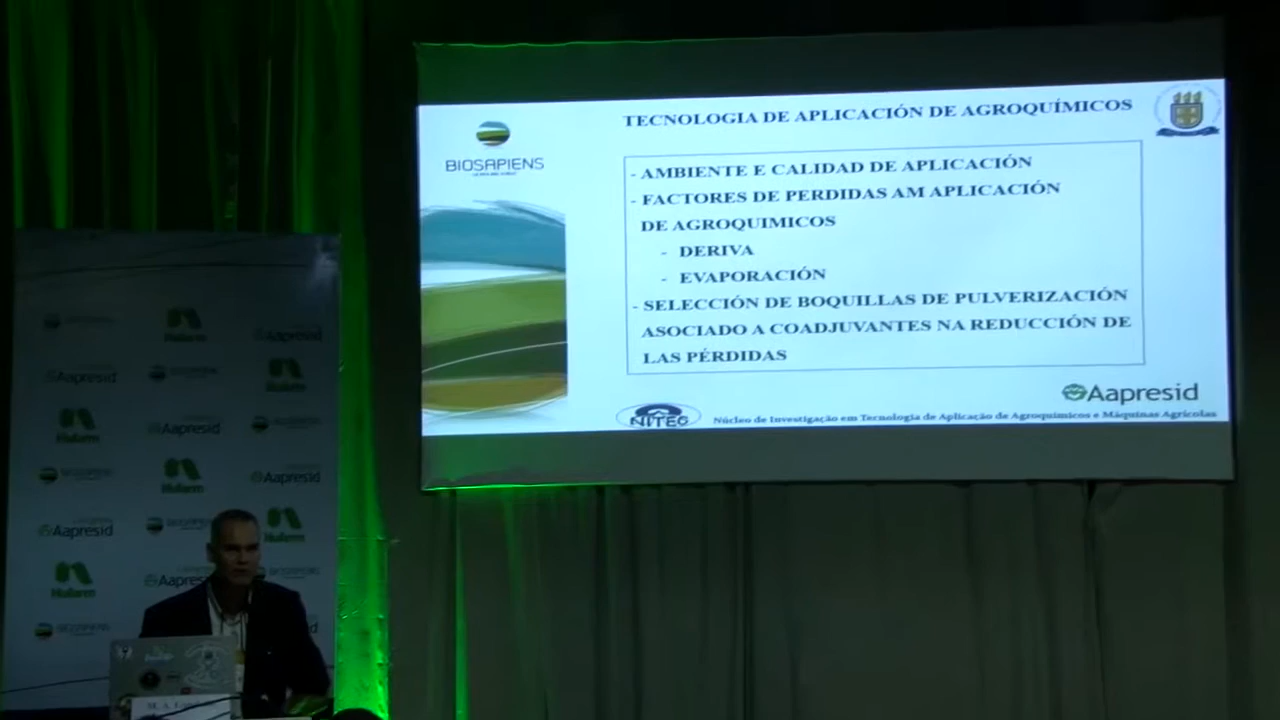 TECNOLOGIA DE APLICACIÓN DE AGROQUÍMICOS
BIOSAPIENS
- AMBIENTE E CALIDAD DE APLICACIÓN
- FACTORES DE PERDIDAS AM APLICACIÓN
DE AGROQUIMICOS
- DERIVA
- EVAPORACIÓN
- SELECCIÓN DE BOQUILLAS DE PULVERIZACIÓN
ASOCIADO A COADJUVANTES NA REDUCCIÓN DE
LAS PÉRDIDAS
Aapresid
NITEC
Núcleo de Investigação em Tecnologia de Aplicação de Agroquímicos e Máquinas Agrícolas
Nufarm
Aapresid
Aapresid
Nufarm
Nufarm
Aapresid
Nufarm
Aapresid
Aapresid
Nufarm
Nufarm